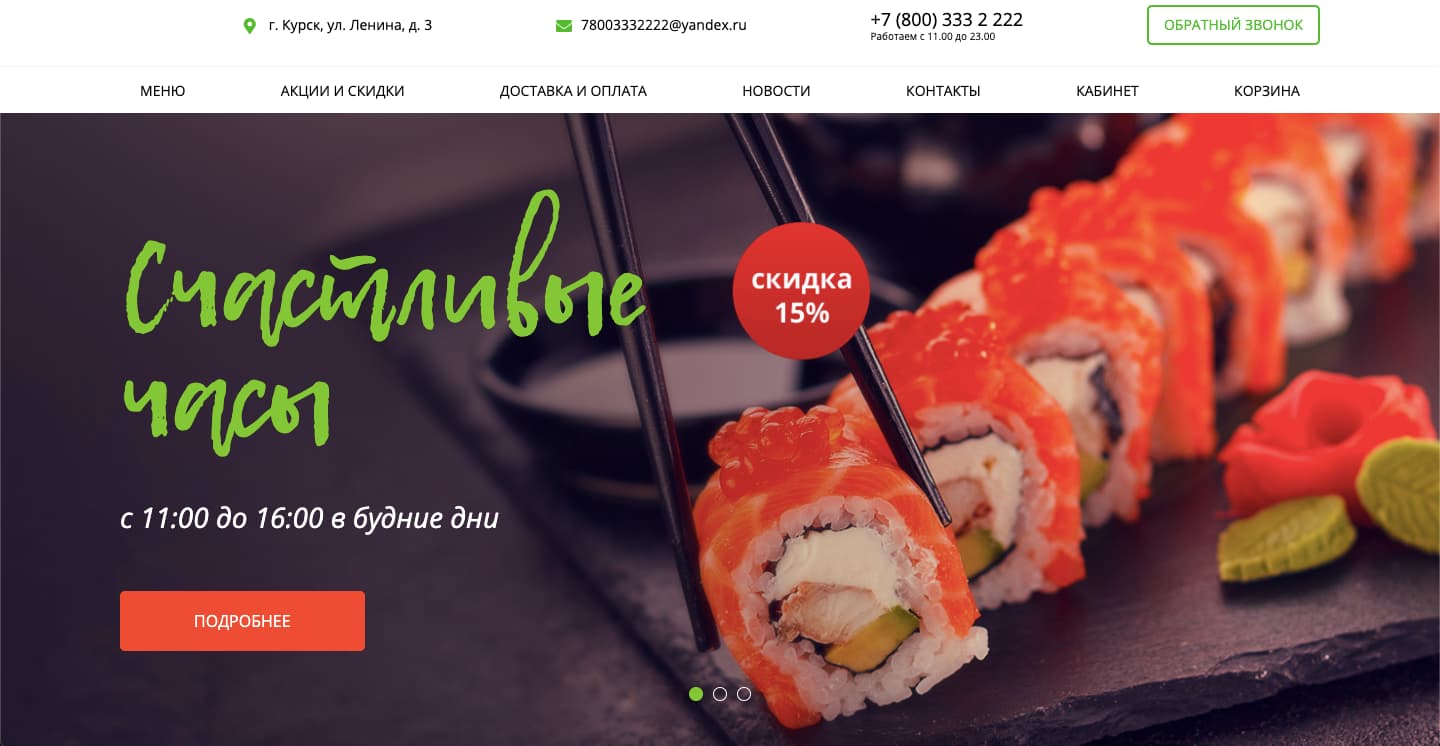 г. Курск, ул. Ленина, д. 3
78003332222@yandex.ru
+7 (800) 333 2 222
Работаем с 11.00 до 23.00
ОБРАТНЫЙ ЗВОНОК
МЕНЮ
АКЦИИ И СКИДКИ
ДОСТАВКА И ОПЛАТА
НОВОСТИ
КОНТАКТЫ
КАБИНЕТ
КОРЗИНА
Счастливые
часы
скидка
15%
с 11:00 до 16:00 в будние дни
ПОДРОБНЕЕ